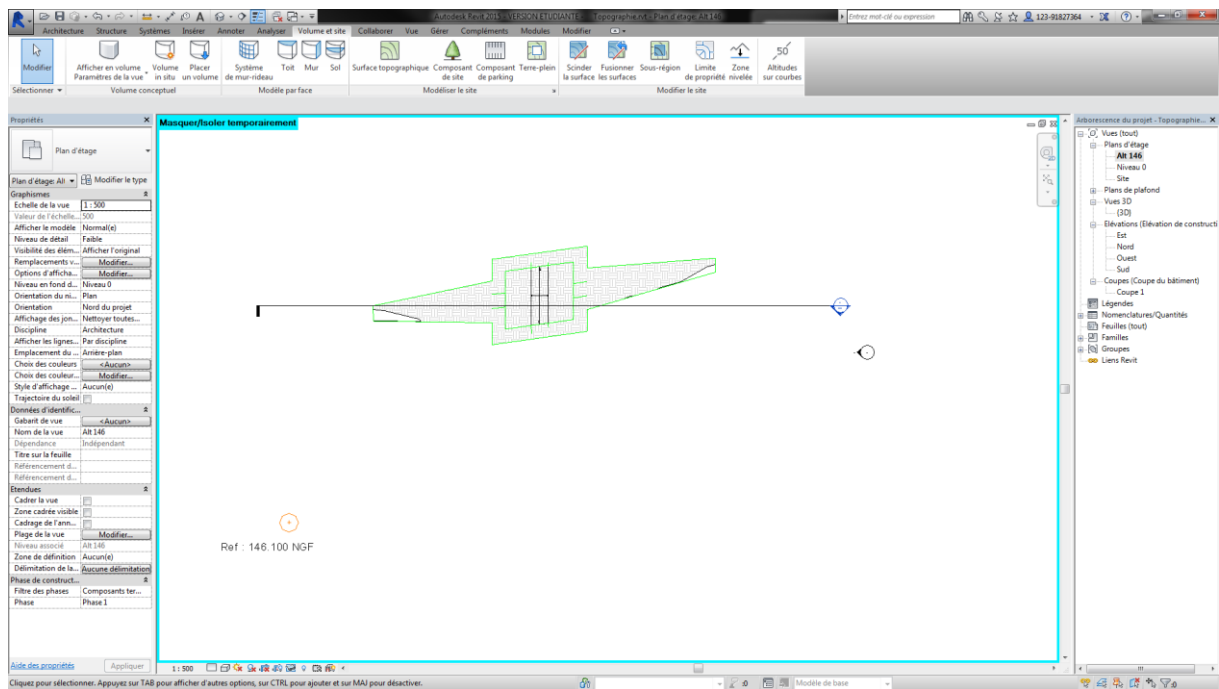 Autodesk Revit 2015 - VERSION ETUDIANTE - Topographie.rvt - Plan d'étage: Alt 146
Entrez mot-clé ou expression
123-91827364
Architecture Structure Systèmes Insérer Annoter Analyser Volume et site Collaborer Vue Gérer Compléments Modules Modifier
Modifier
Afficher en volume
Paramètres de la vue
Volume
in situ
Placer
un volume
Système
de mur-rideau
Toit Mur Sol
Surface topographique
Composant
de site
Composant
de parking
Terre-plein
Scinder
la surface
Fusionner
les surfaces
Sous-région
Limite
de propriété
Zone
nivelée
50
Altitudes
sur courbes
Sélectionner Volume conceptuel Modèle par face Modéliser le site Modifier le site
Propriétés
Plan d'étage
Plan d'étage: Alt Modifier le type
Graphismes
Echelle de la vue 1 : 500
Valeur de l'échelle... 500
Afficher le modèle Normal(e)
Niveau de détail Faible
Visibilité des élém... Afficher l'original
Remplacements v... Modifier...
Options d'afficha... Modifier...
Niveau en fond d... Niveau 0
Orientation du ni... Plan
Orientation Nord du projet
Affichage des jon... Nettoyer toutes...
Discipline Architecture
Afficher les lignes... Par discipline
Emplacement du ... Arrière-plan
Choix des couleurs <Aucun>
Choix des couleur... Modifier...
Style d'affichage ... Aucun(e)
Trajectoire du soleil
Données d'identific...
Gabarit de vue <Aucun>
Nom de la vue Alt 146
Dépendance Indépendant
Titre sur la feuille
Référencement d...
Référencement d...
Etendues
Cadrer la vue
Zone cadrée visible
Cadrage de l'ann...
Plage de la vue Modifier...
Niveau associé Alt 146
Zone de définition Aucun(e)
Délimitation de la... Aucune délimitation
Phase de construct...
Filtre des phases Composants ter...
Phase Phase 1
Aide des propriétés Appliquer
Masquer/Isoler temporairement
Ref : 146.100 NGF
1 : 500
Arborescence du projet - Topographie...
Vues (tout)
Plans d'étage
Alt 146
Niveau 0
Site
Plans de plafond
Vues 3D
{3D}
Elévations (Elévation de constructi
Est
Nord
Ouest
Sud
Coupes (Coupe du bâtiment)
Coupe 1
Légendes
Nomenclatures/Quantités
Feuilles (tout)
Familles
Groupes
Liens Revit
Cliquez pour sélectionner. Appuyez sur TAB pour afficher d'autres options, sur CTRL pour ajouter et sur MAJ pour désactiver.
:0
Modèle de base
:0